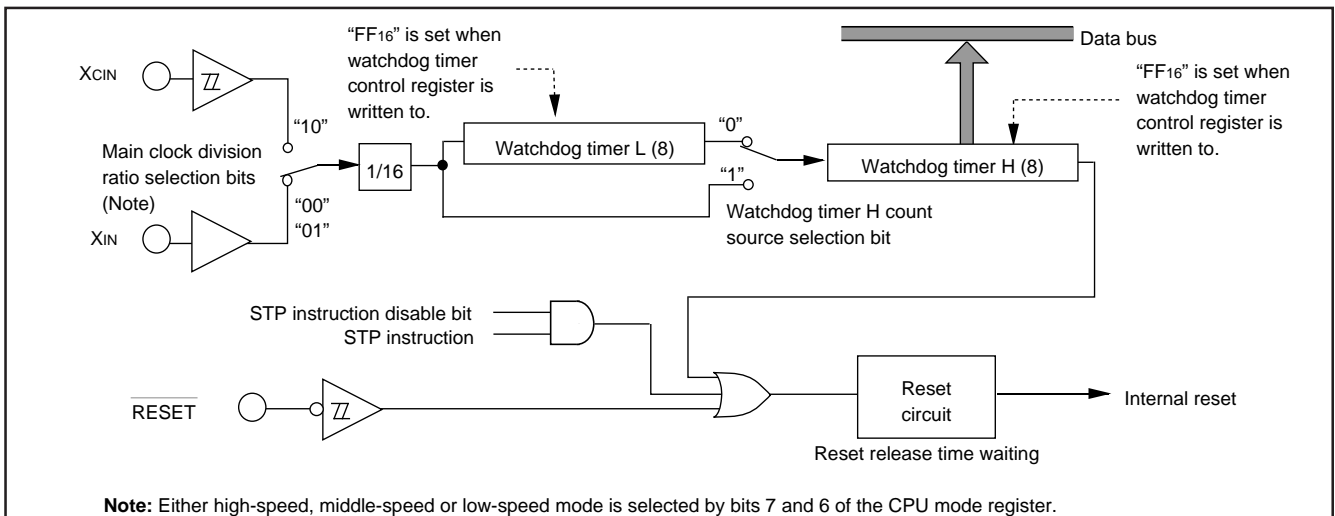 “FF16” is set when
watchdog timer
control register is
written to.
Data bus
“FF16” is set when
watchdog timer
control register is
written to.
XCIN
“10”
Main clock division
ratio selection bits
(Note)
“00”
“01”
XIN
1/16
Watchdog timer L (8)
“0”
“1”
Watchdog timer H (8)
Watchdog timer H count
source selection bit
STP instruction disable bit
STP instruction
RESET
Reset
circuit
Internal reset
Reset release time waiting
Note: Either high-speed, middle-speed or low-speed mode is selected by bits 7 and 6 of the CPU mode register.